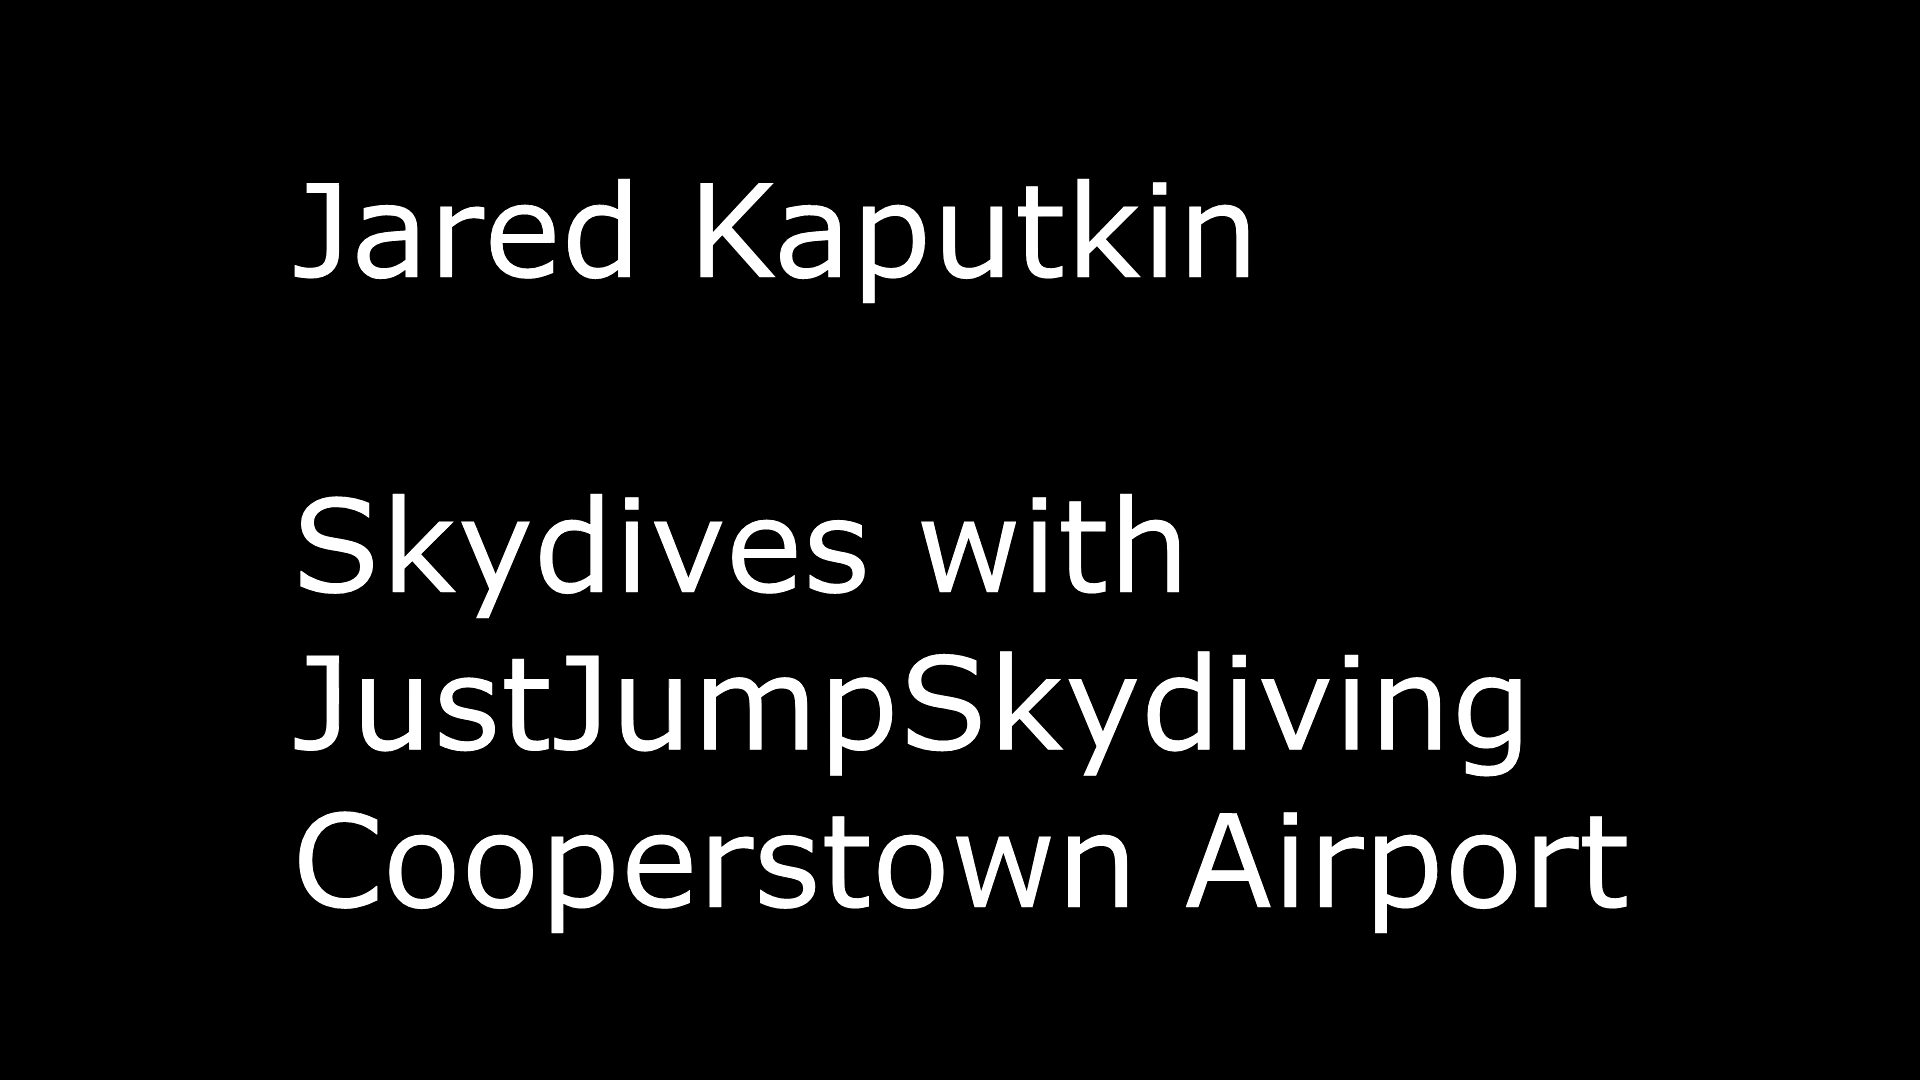 Jared Kaputkin
Skydives with
JustJumpSkydiving
Cooperstown Airport